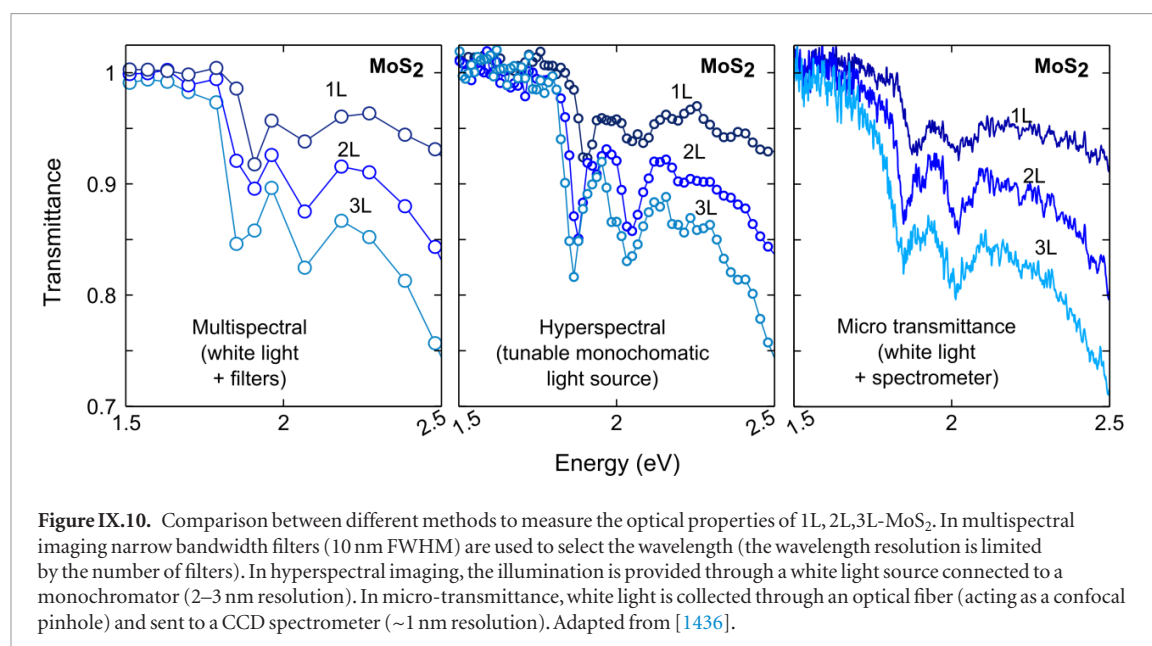 MoS₂
MoS₂
MoS₂
1L
2L
3L
1L
2L
3L
1L
2L
3L
Transmittance
1
0.9
0.8
0.7
Multispectral
(white light
+ filters)
Hyperspectral
(tunable monochomatic
light source)
Micro transmittance
(white light
+ spectrometer)
1.5
2
2.5
1.5
2
2.5
1.5
2
2.5
Energy (eV)
Figure IX.10. Comparison between different methods to measure the optical properties of 1L, 2L,3L-MoS₂. In multispectral
imaging narrow bandwidth filters (10 nm FWHM) are used to select the wavelength (the wavelength resolution is limited
by the number of filters). In hyperspectral imaging, the illumination is provided through a white light source connected to a
monochromator (2–3 nm resolution). In micro-transmittance, white light is collected through an optical fiber (acting as a confocal
pinhole) and sent to a CCD spectrometer (~1 nm resolution). Adapted from [1436].